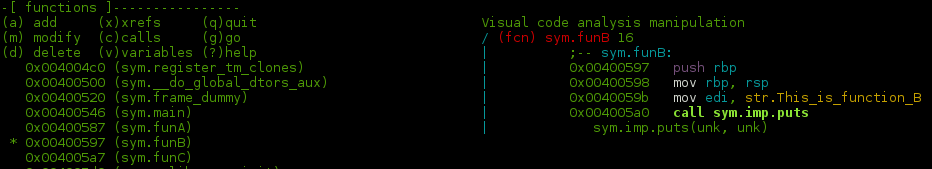 -[ functions ]----------------
(a) add (x)xrefs (q)quit
(m) modify (c)calls (g)go
(d) delete (v)variables (?)help
0x004004c0 (sym.register_tm_clones)
0x00400500 (sym.__do_global_dtors_aux)
0x00400520 (sym.frame_dummy)
0x00400546 (sym.main)
0x00400587 (sym.funA)
* 0x00400597 (sym.funB)
0x004005a7 (sym.funC)
Visual code analysis manipulation
/ (fcn) sym.funB 16
| ;-- sym.funB:
| 0x00400597 push rbp
| 0x00400598 mov rbp, rsp
| 0x0040059b mov edi, str.This_is_function_B
| 0x004005a0 call sym.imp.puts
| sym.imp.puts(unk, unk)